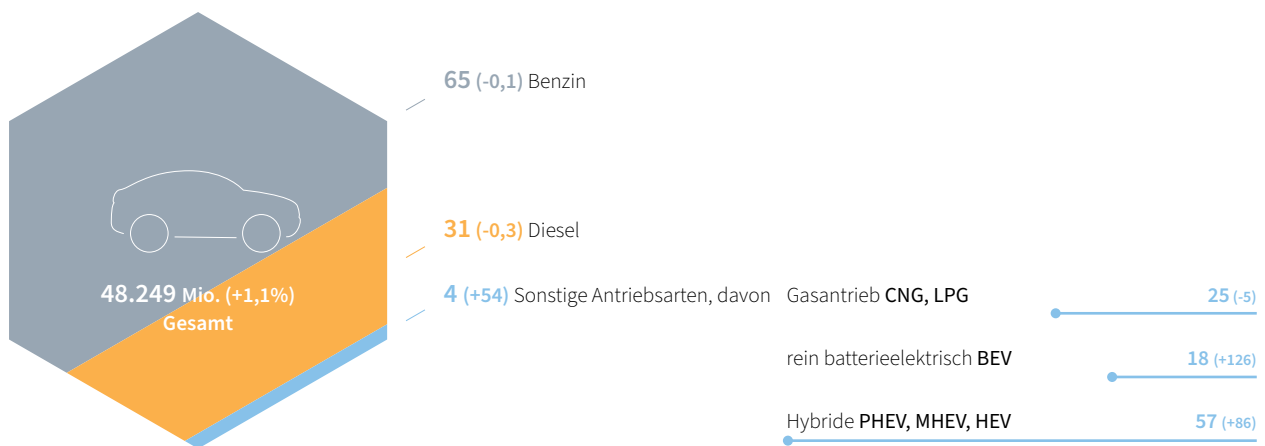 65 (-0,1) Benzin
31 (-0,3) Diesel
48.249 Mio. (+1,1%)
Gesamt
4 (+54) Sonstige Antriebsarten, davon
Gasantrieb CNG, LPG 25 (-5)
rein batterieelektrisch BEV 18 (+126)
Hybride PHEV, MHEV, HEV 57 (+86)